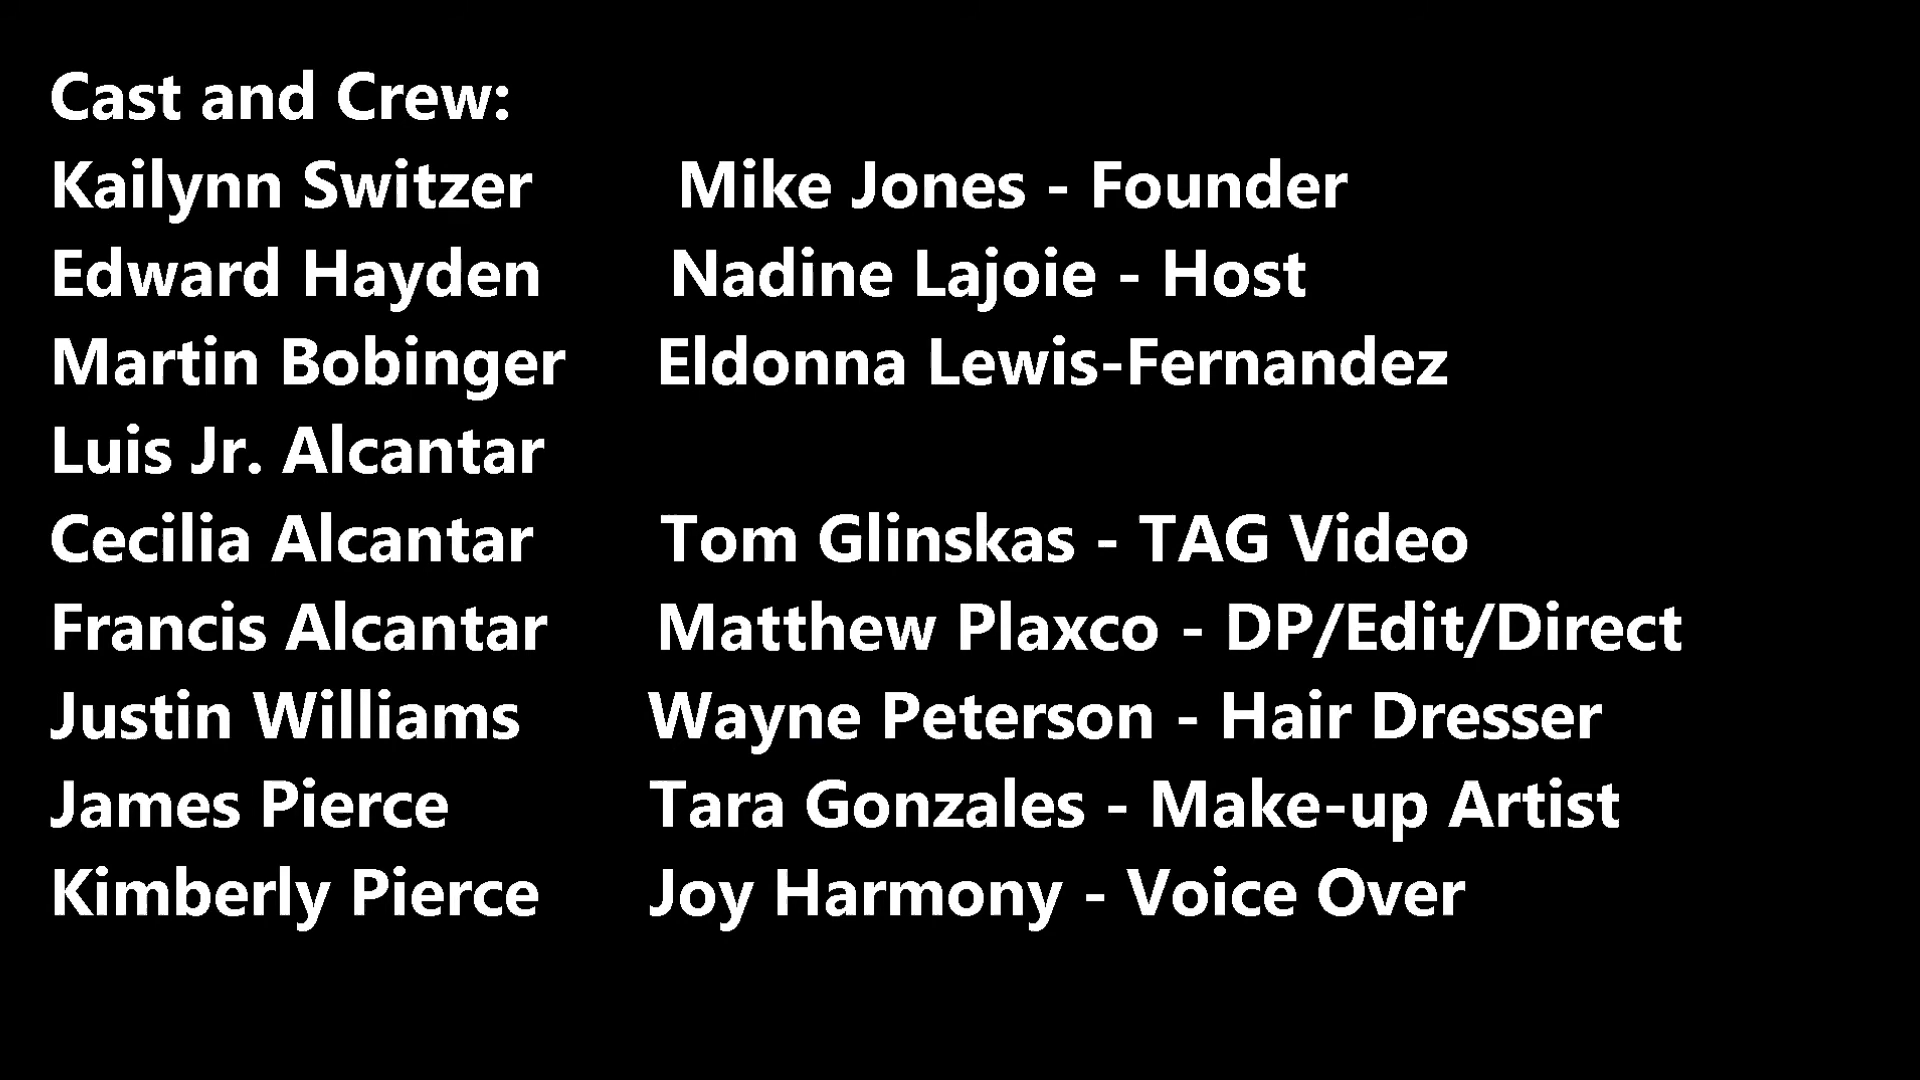 Cast and Crew:
Kailynn Switzer Mike Jones - Founder
Edward Hayden Nadine Lajoie - Host
Martin Bobinger Eldonna Lewis-Fernandez
Luis Jr. Alcantar
Cecilia Alcantar Tom Glinskas - TAG Video
Francis Alcantar Matthew Plaxco - DP/Edit/Direct
Justin Williams Wayne Peterson - Hair Dresser
James Pierce Tara Gonzales - Make-up Artist
Kimberly Pierce Joy Harmony - Voice Over